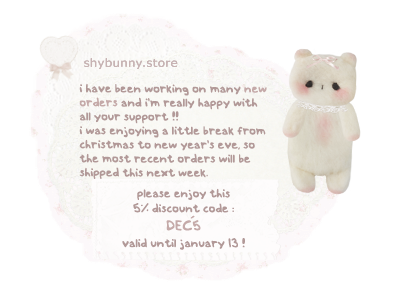 shybunny.store
i have been working on many new
orders and i'm really happy with
all your support !!
i was enjoying a little break from
christmas to new year's eve, so
the most recent orders will be
shipped this next week.
please enjoy this
5% discount code :
DEC5
valid until january 13 !